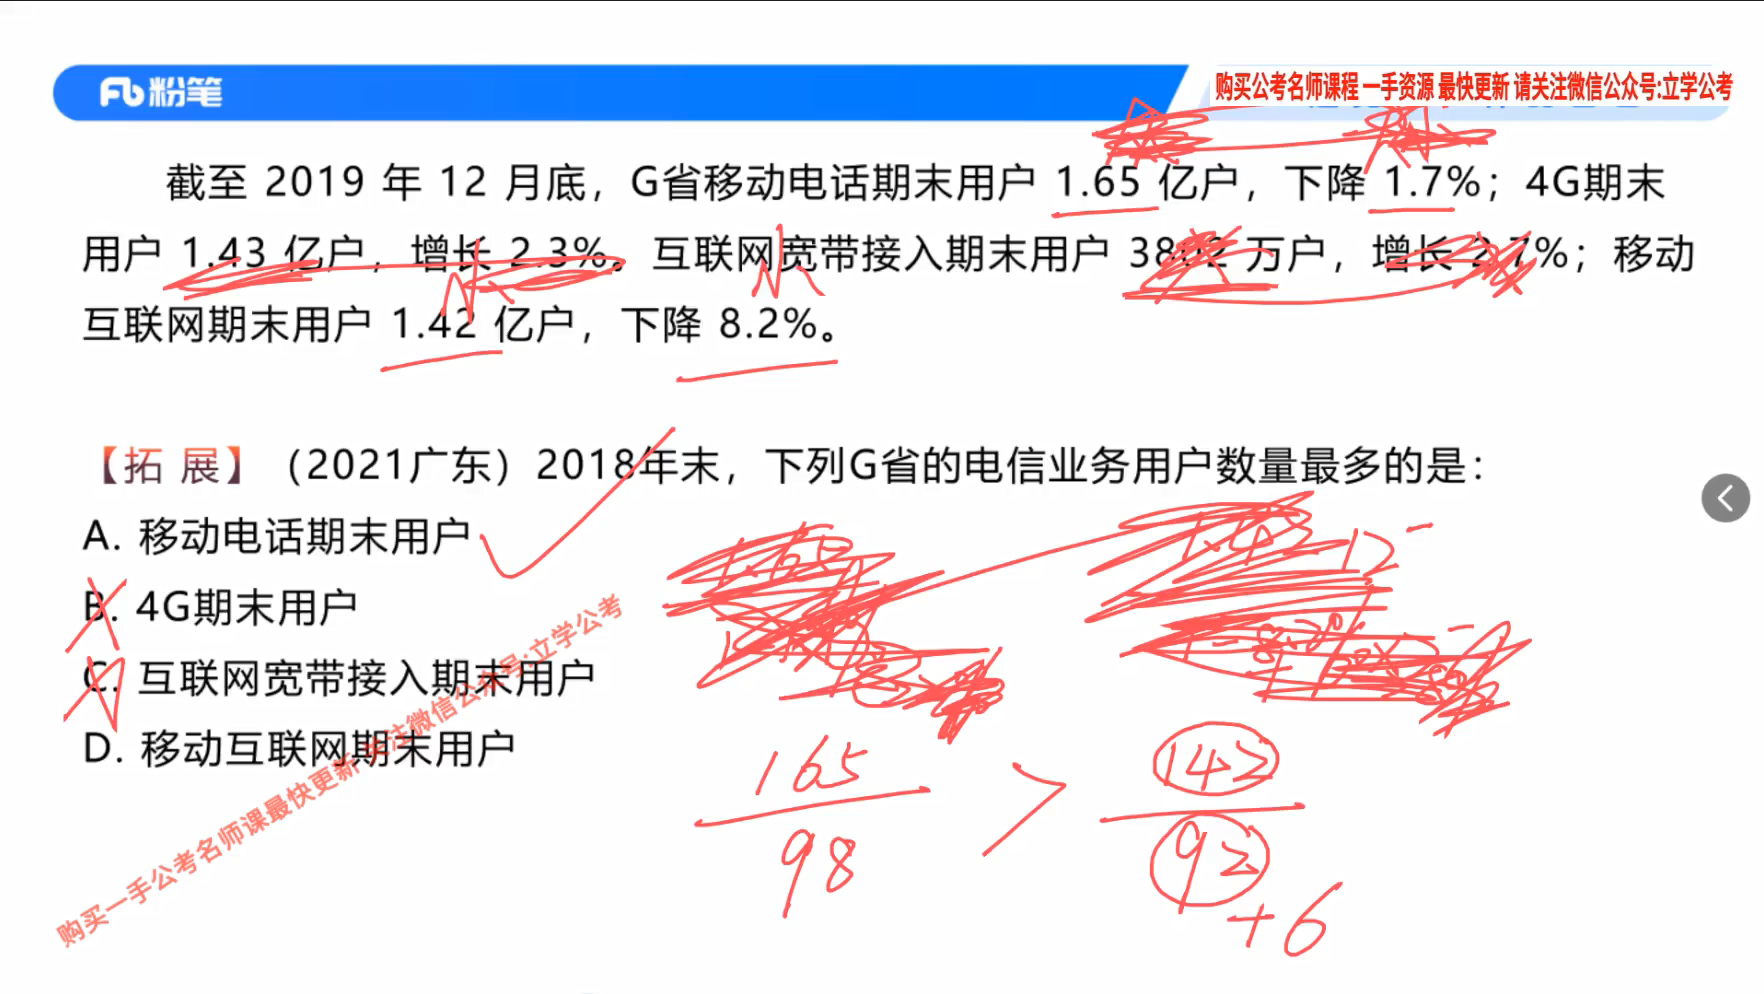 粉笔
购买公考名师课程 一手资源 最快更新 请关注微信公众号:立学公考
截至 2019 年 12 月底，G省移动电话期末用户 1.65 亿户，下降 1.7%；4G期末
用户 1.43 亿户，增长 2.3%。互联网宽带接入期末用户 3802 万户，增长 2.7%；移动
互联网期末用户 1.42 亿户，下降 8.2%。
【拓 展】（2021广东）2018年末，下列G省的电信业务用户数量最多的是：
A. 移动电话期末用户
B. 4G期末用户
C. 互联网宽带接入期末用户
D. 移动互联网期末用户
购买一手公考名师课最快更新 关注微信公众号:立学公考
1.65
1.42
165 > 142
98 92
+6